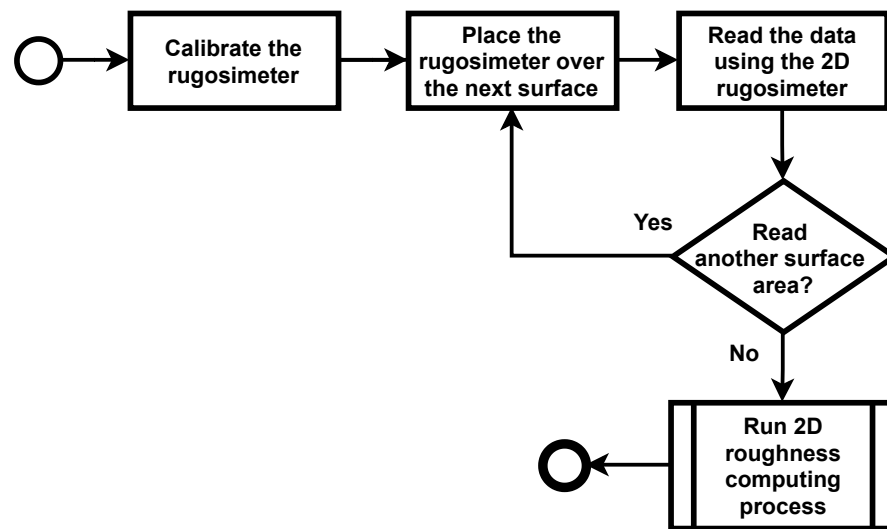 Calibrate the
rugosimeter
Place the
rugosimeter over
the next surface
Read the data
using the 2D
rugosimeter
Yes
Read
another surface
area?
No
Run 2D
roughness
computing
process